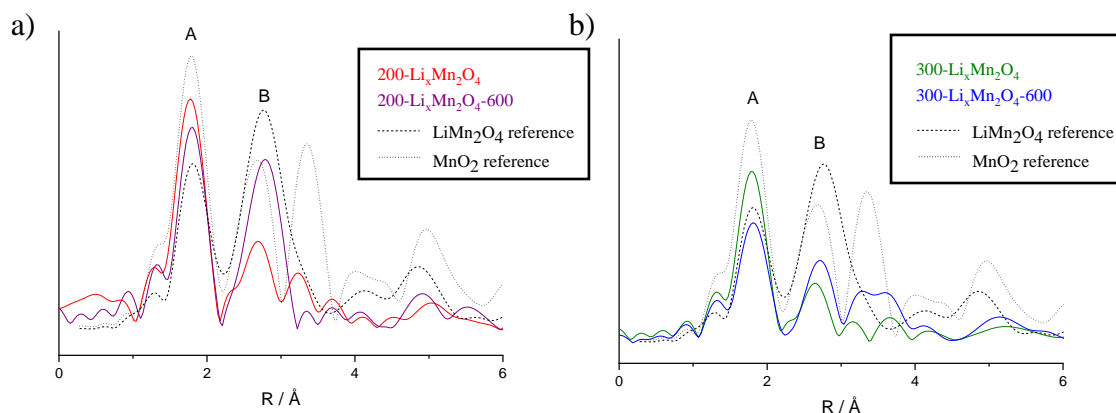 a)
A
B
200-LiₓMn₂O₄
200-LiₓMn₂O₄-600
LiMn₂O₄ reference
MnO₂ reference
0 2 4 6
R / Å
b)
A
B
300-LiₓMn₂O₄
300-LiₓMn₂O₄-600
LiMn₂O₄ reference
MnO₂ reference
0 2 4 6
R / Å